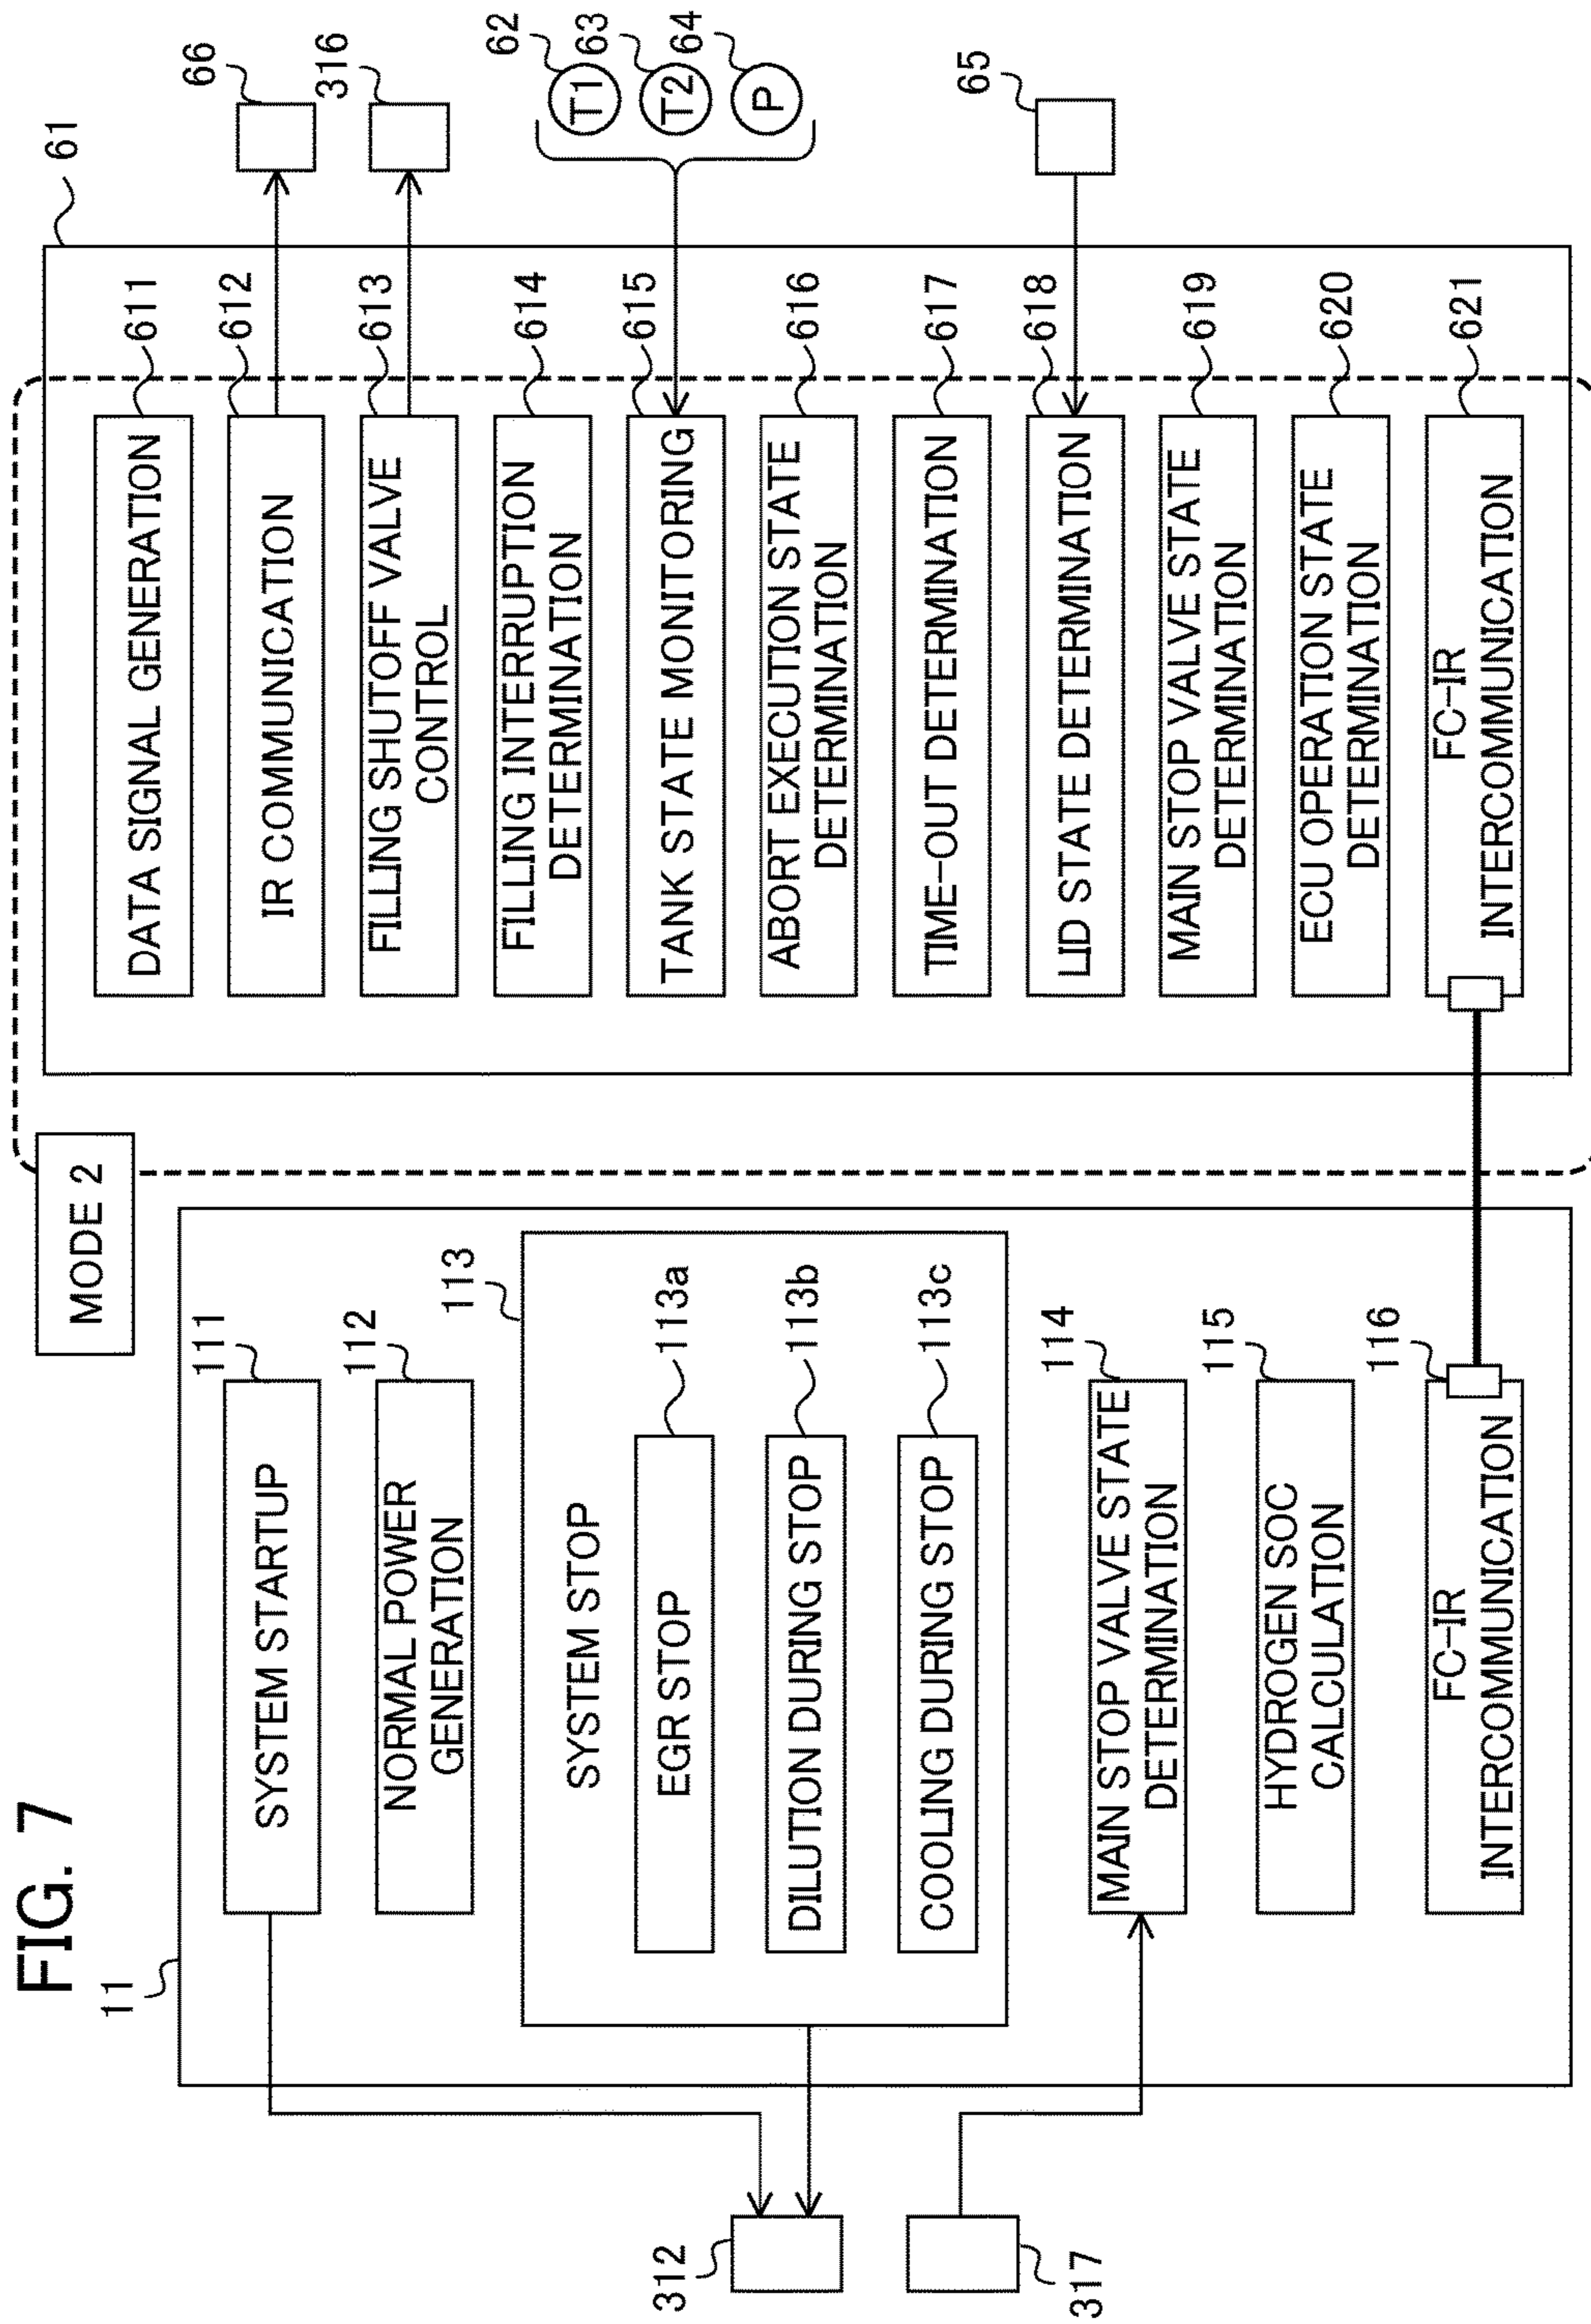 FIG. 7
MODE 2
11
111
SYSTEM STARTUP
112
NORMAL POWER
GENERATION
113
SYSTEM STOP
EGR STOP
113a
DILUTION DURING STOP
113b
COOLING DURING STOP
113c
114
MAIN STOP VALVE STATE
DETERMINATION
115
HYDROGEN SOC
CALCULATION
116
FC-IR
INTERCOMMUNICATION
312
317
61
DATA SIGNAL GENERATION
611
IR COMMUNICATION
612
FILLING SHUTOFF VALVE
CONTROL
613
FILLING INTERRUPTION
DETERMINATION
614
TANK STATE MONITORING
615
ABORT EXECUTION STATE
DETERMINATION
616
TIME-OUT DETERMINATION
617
LID STATE DETERMINATION
618
MAIN STOP VALVE STATE
DETERMINATION
619
ECU OPERATION STATE
DETERMINATION
620
FC-IR
INTERCOMMUNICATION
621
66
316
T1
62
T2
63
P
64
65